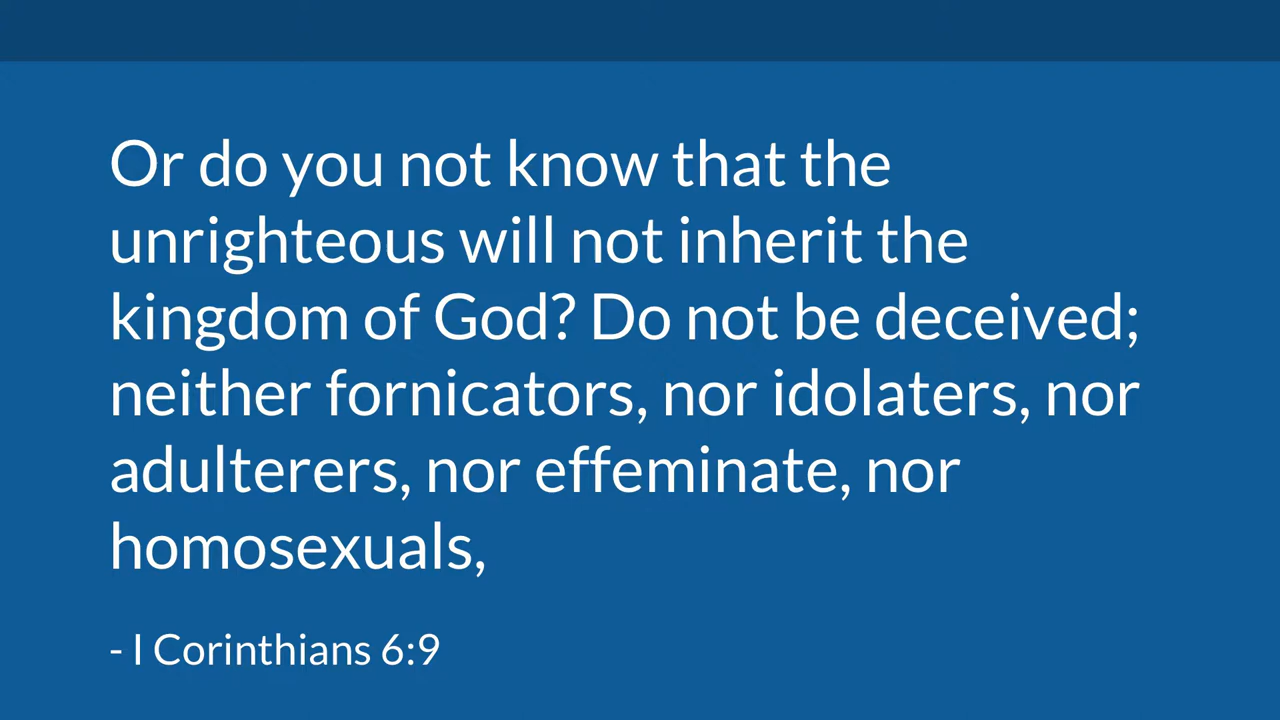 Or do you not know that the
unrighteous will not inherit the
kingdom of God? Do not be deceived;
neither fornicators, nor idolaters, nor
adulterers, nor effeminate, nor
homosexuals,
- I Corinthians 6:9